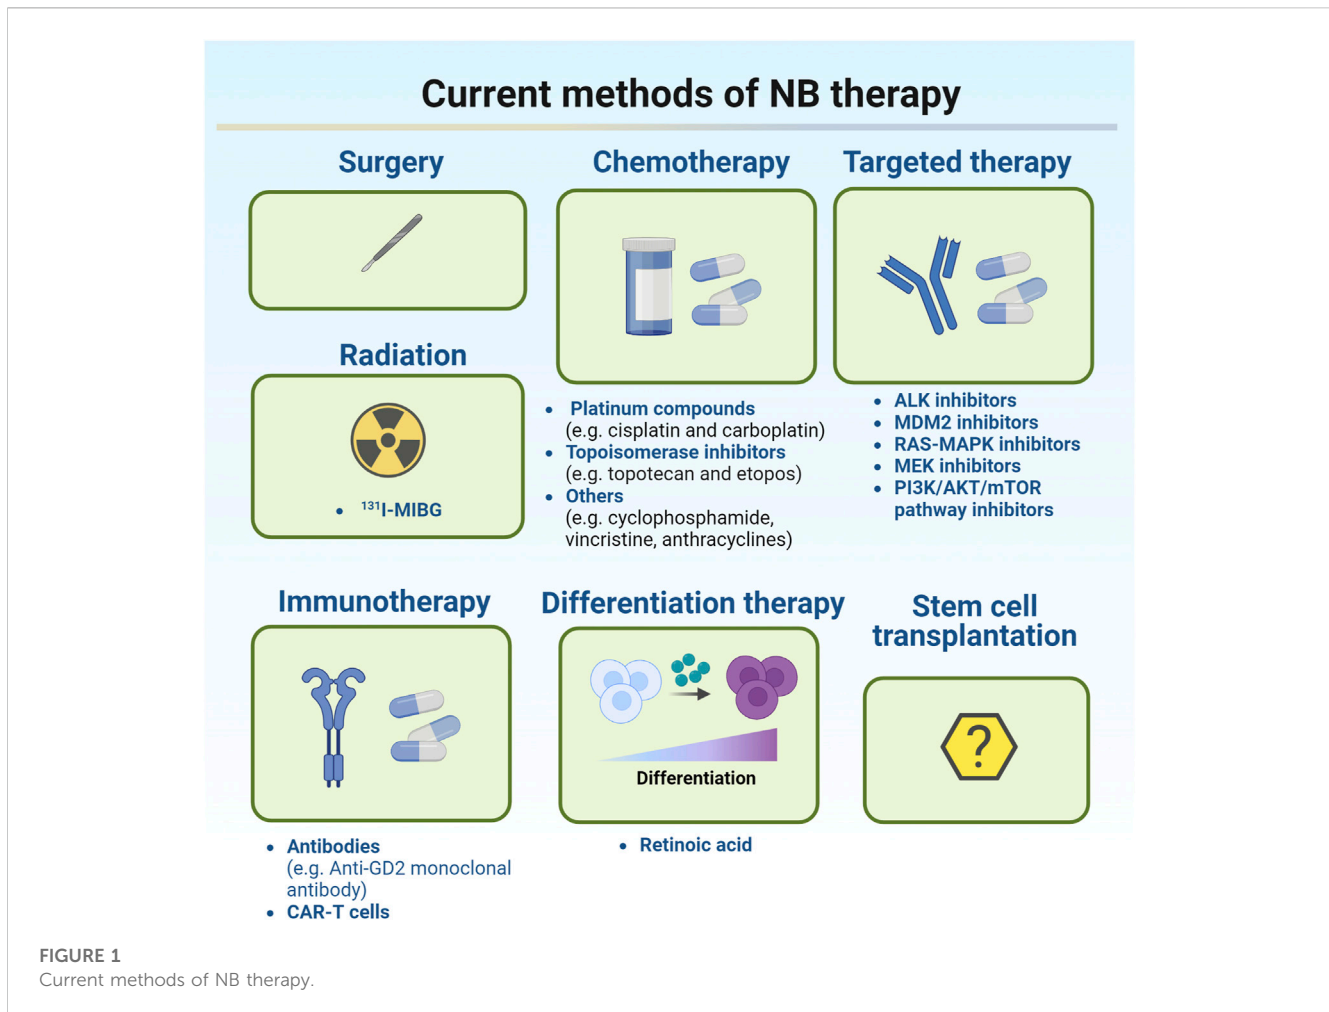 Current methods of NB therapy
Surgery
Radiation
• ¹³¹I-MIBG
Chemotherapy
• Platinum compounds
(e.g. cisplatin and carboplatin)
• Topoisomerase inhibitors
(e.g. topotecan and etopos)
• Others
(e.g. cyclophosphamide,
vincristine, anthracyclines)
Targeted therapy
• ALK inhibitors
• MDM2 inhibitors
• RAS-MAPK inhibitors
• MEK inhibitors
• PI3K/AKT/mTOR
pathway inhibitors
Immunotherapy
• Antibodies
(e.g. Anti-GD2 monoclonal
antibody)
• CAR-T cells
Differentiation therapy
Differentiation
• Retinoic acid
Stem cell
transplantation
?
FIGURE 1
Current methods of NB therapy.